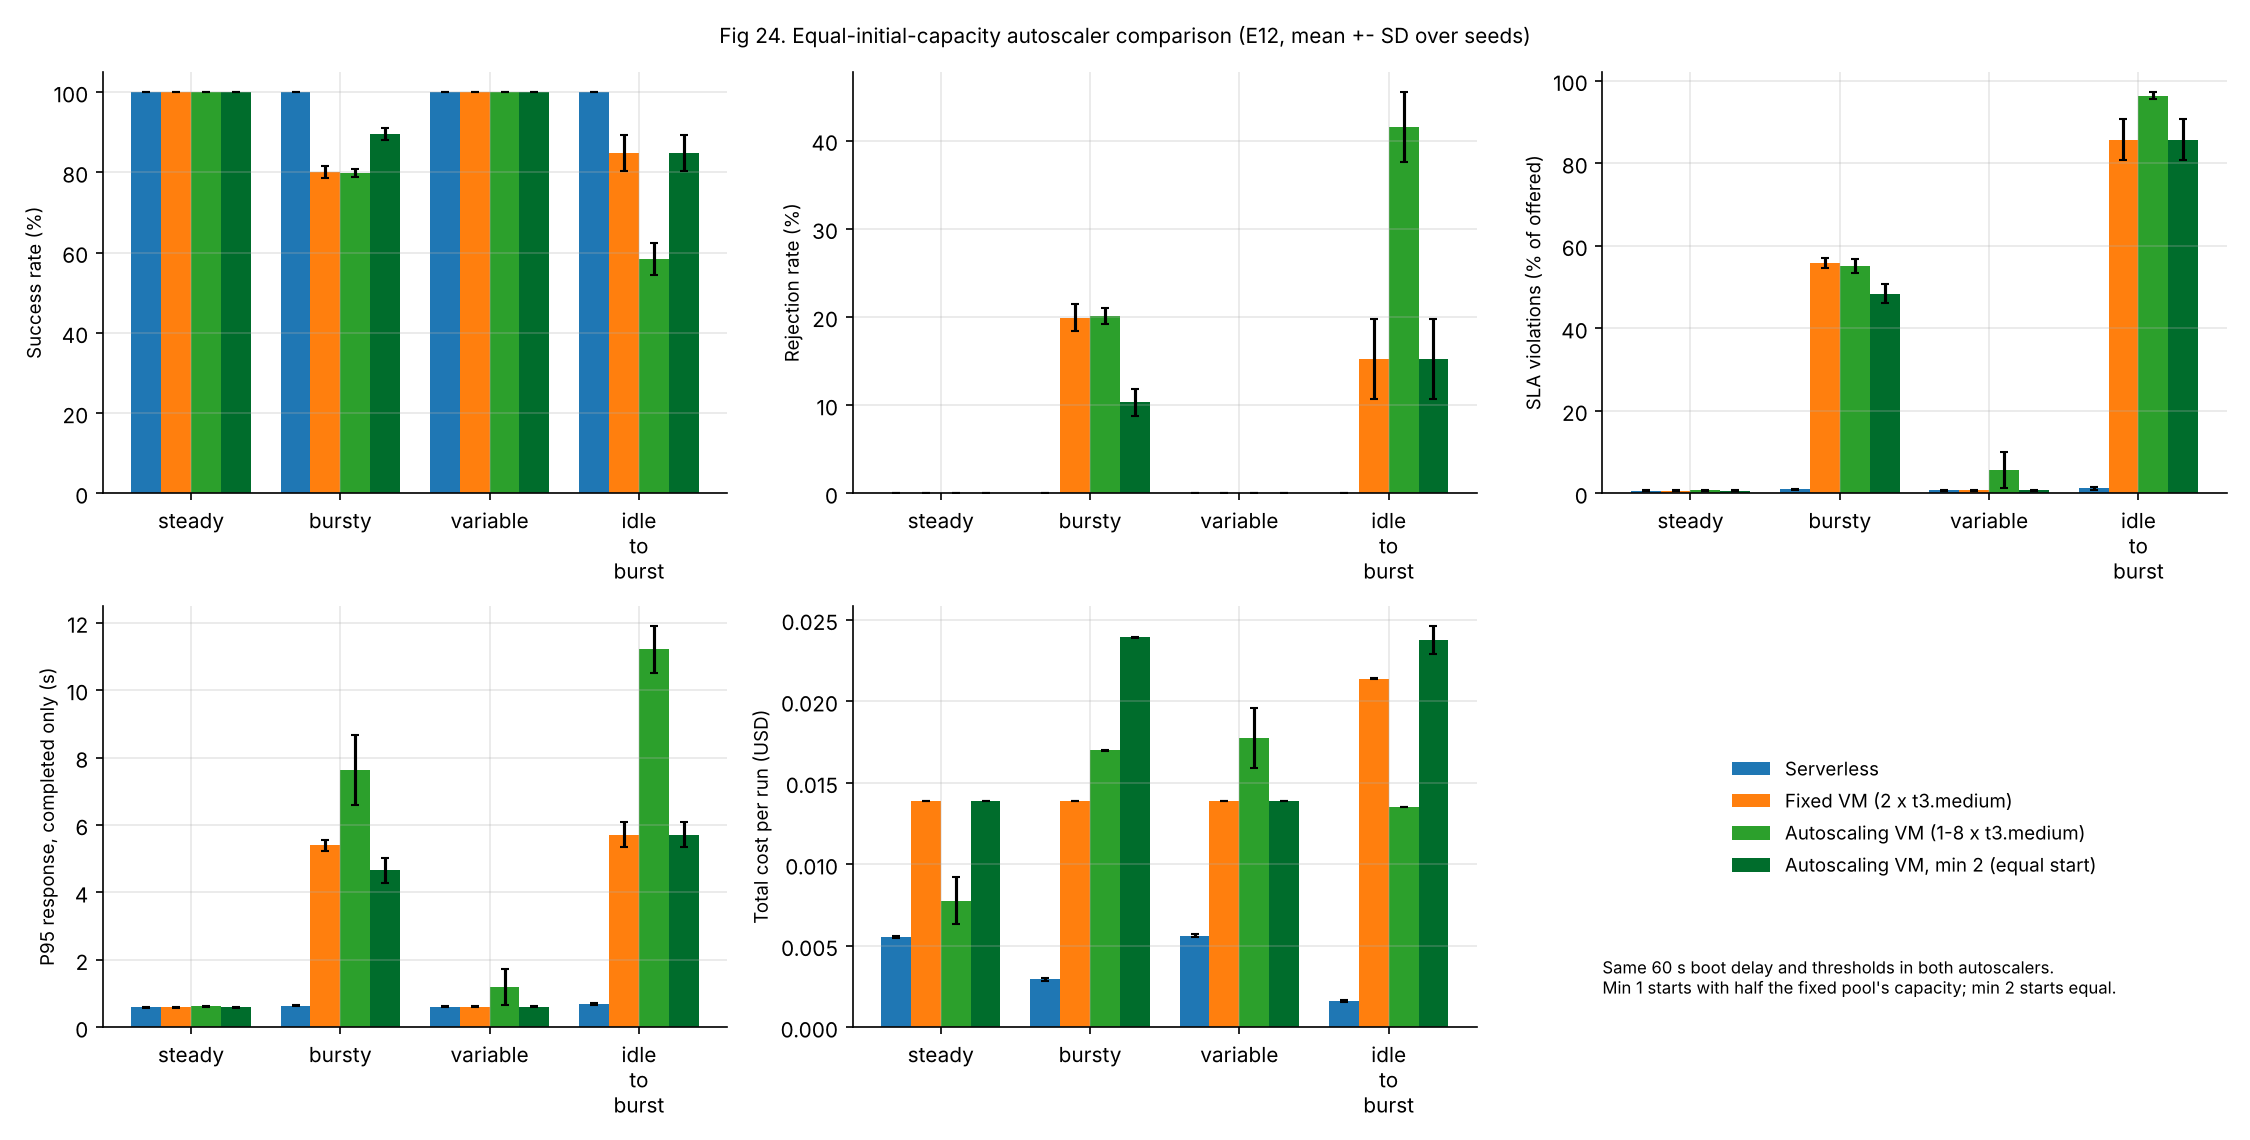 Fig 24. Equal-initial-capacity autoscaler comparison (E12, mean +- SD over seeds)
Success rate (%)
100
80
60
40
20
0
steady
bursty
variable
idle
to
burst
Rejection rate (%)
40
30
20
10
0
steady
bursty
variable
idle
to
burst
SLA violations (% of offered)
100
80
60
40
20
0
steady
bursty
variable
idle
to
burst
P95 response, completed only (s)
12
10
8
6
4
2
0
steady
bursty
variable
idle
to
burst
Total cost per run (USD)
0.025
0.020
0.015
0.010
0.005
0.000
steady
bursty
variable
idle
to
burst
Serverless
Fixed VM (2 x t3.medium)
Autoscaling VM (1-8 x t3.medium)
Autoscaling VM, min 2 (equal start)
Same 60 s boot delay and thresholds in both autoscalers.
Min 1 starts with half the fixed pool's capacity; min 2 starts equal.